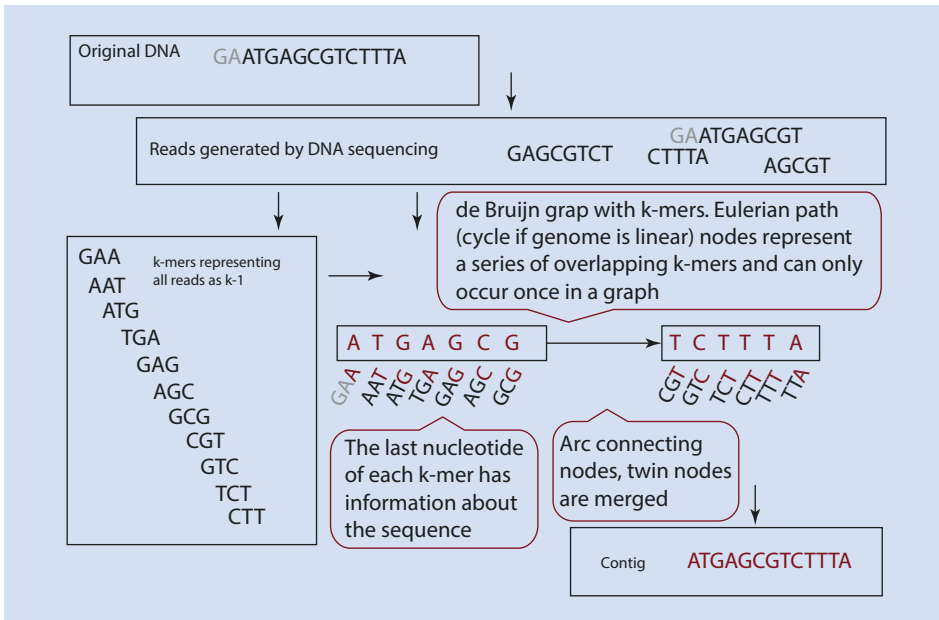 Original DNA GAATGAGCGTCTTTA
Reads generated by DNA sequencing GAGCGTCT CTTTA GAATGAGCGT AGCGT
de Bruijn grap with k-mers. Eulerian path
(cycle if genome is linear) nodes represent
a series of overlapping k-mers and can only
occur once in a graph
GAA
AAT
ATG
TGA
GAG
AGC
GCG
CGT
GTC
TCT
CTT
k-mers representing
all reads as k-1
A T G A G C G
GAA AAT ATG TGA GAG AGC GCG
T C T T T A
CGT GTC TCT CTT TTT TTA
The last nucleotide
of each k-mer has
information about
the sequence
Arc connecting
nodes, twin nodes
are merged
Contig ATGAGCGTCTTTA